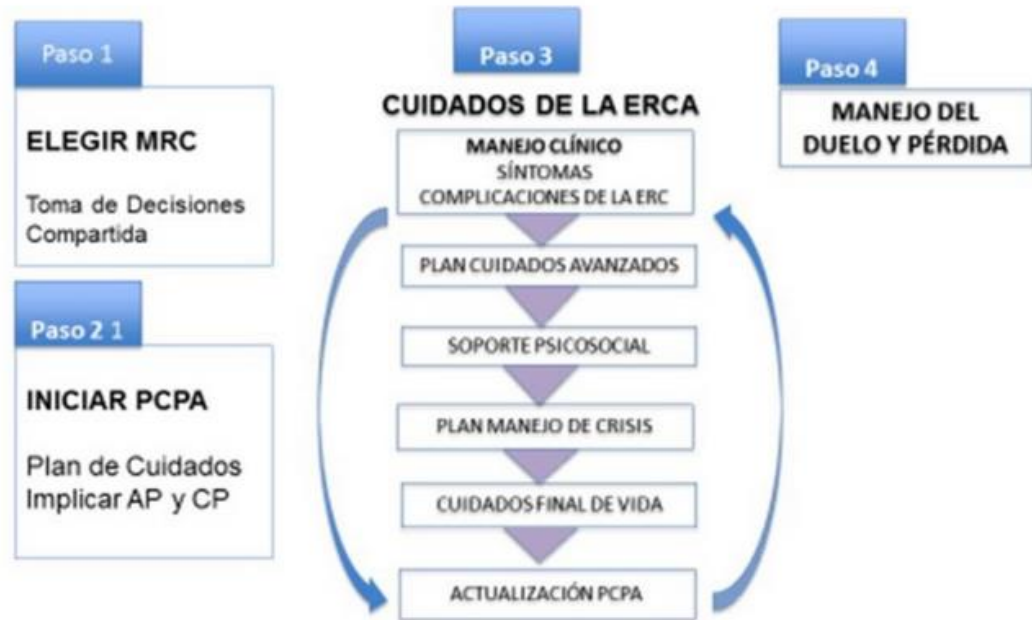 Paso 1
ELEGIR MRC
Toma de Decisiones
Compartida
Paso 2 1
INICIAR PCPA
Plan de Cuidados
Implicar AP y CP
Paso 3
CUIDADOS DE LA ERCA
MANEJO CLÍNICO
SÍNTOMAS
COMPLICACIONES DE LA ERC
PLAN CUIDADOS AVANZADOS
SOPORTE PSICOSOCIAL
PLAN MANEJO DE CRISIS
CUIDADOS FINAL DE VIDA
ACTUALIZACIÓN PCPA
Paso 4
MANEJO DEL
DUELO Y PÉRDIDA